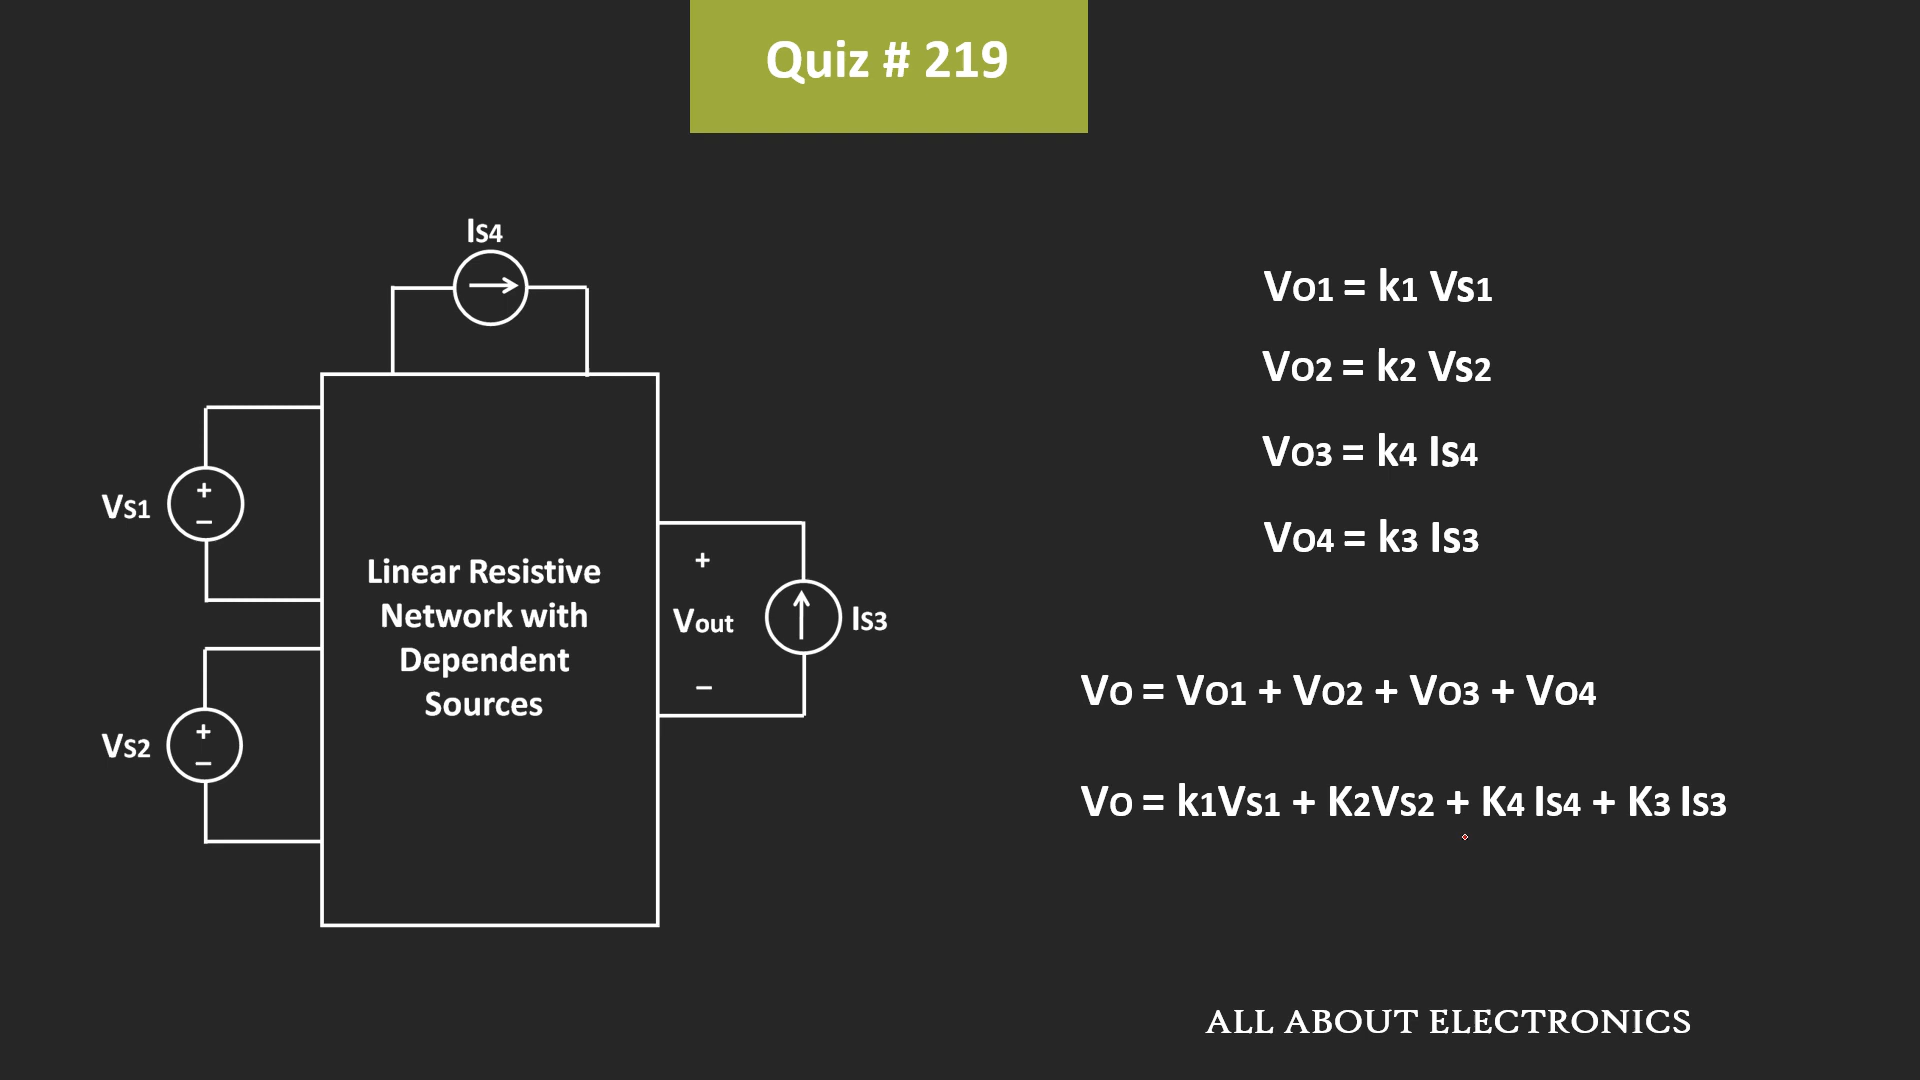 Quiz # 219
IS4
VS1
+
–
VS2
+
–
Linear Resistive
Network with
Dependent
Sources
+
Vout
–
IS3
VO1 = k1 Vs1
VO2 = k2 Vs2
VO3 = k4 Is4
VO4 = k3 Is3
VO = VO1 + VO2 + VO3 + VO4
VO = k1Vs1 + K2Vs2 + K4 Is4 + K3 Is3
ALL ABOUT ELECTRONICS